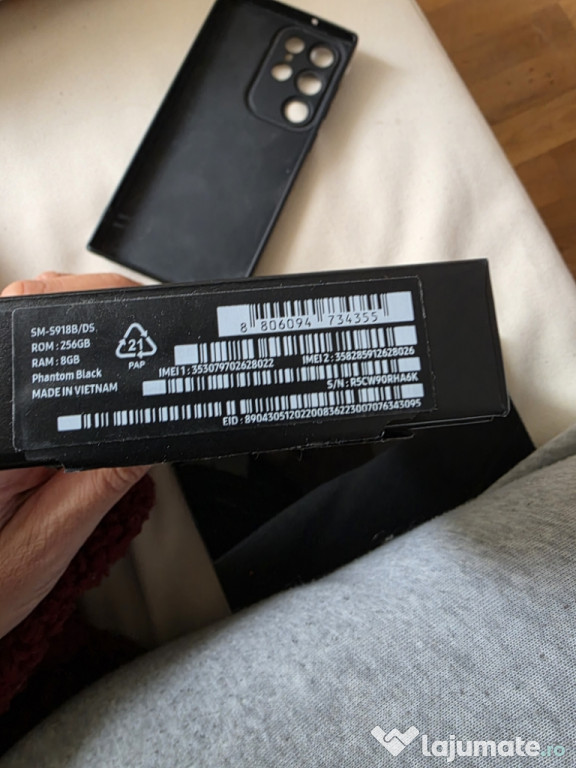 SM-S918B/DS
ROM : 256GB
RAM : 8GB
Phantom Black
MADE IN VIETNAM
21
PAP
8 806094 734355
IMEI 1 : 353079702628022
IMEI 2 : 358285912628026
S/N : R5CW90RHA6K
EID : 89043051202200836223007076343095
lajumate.ro